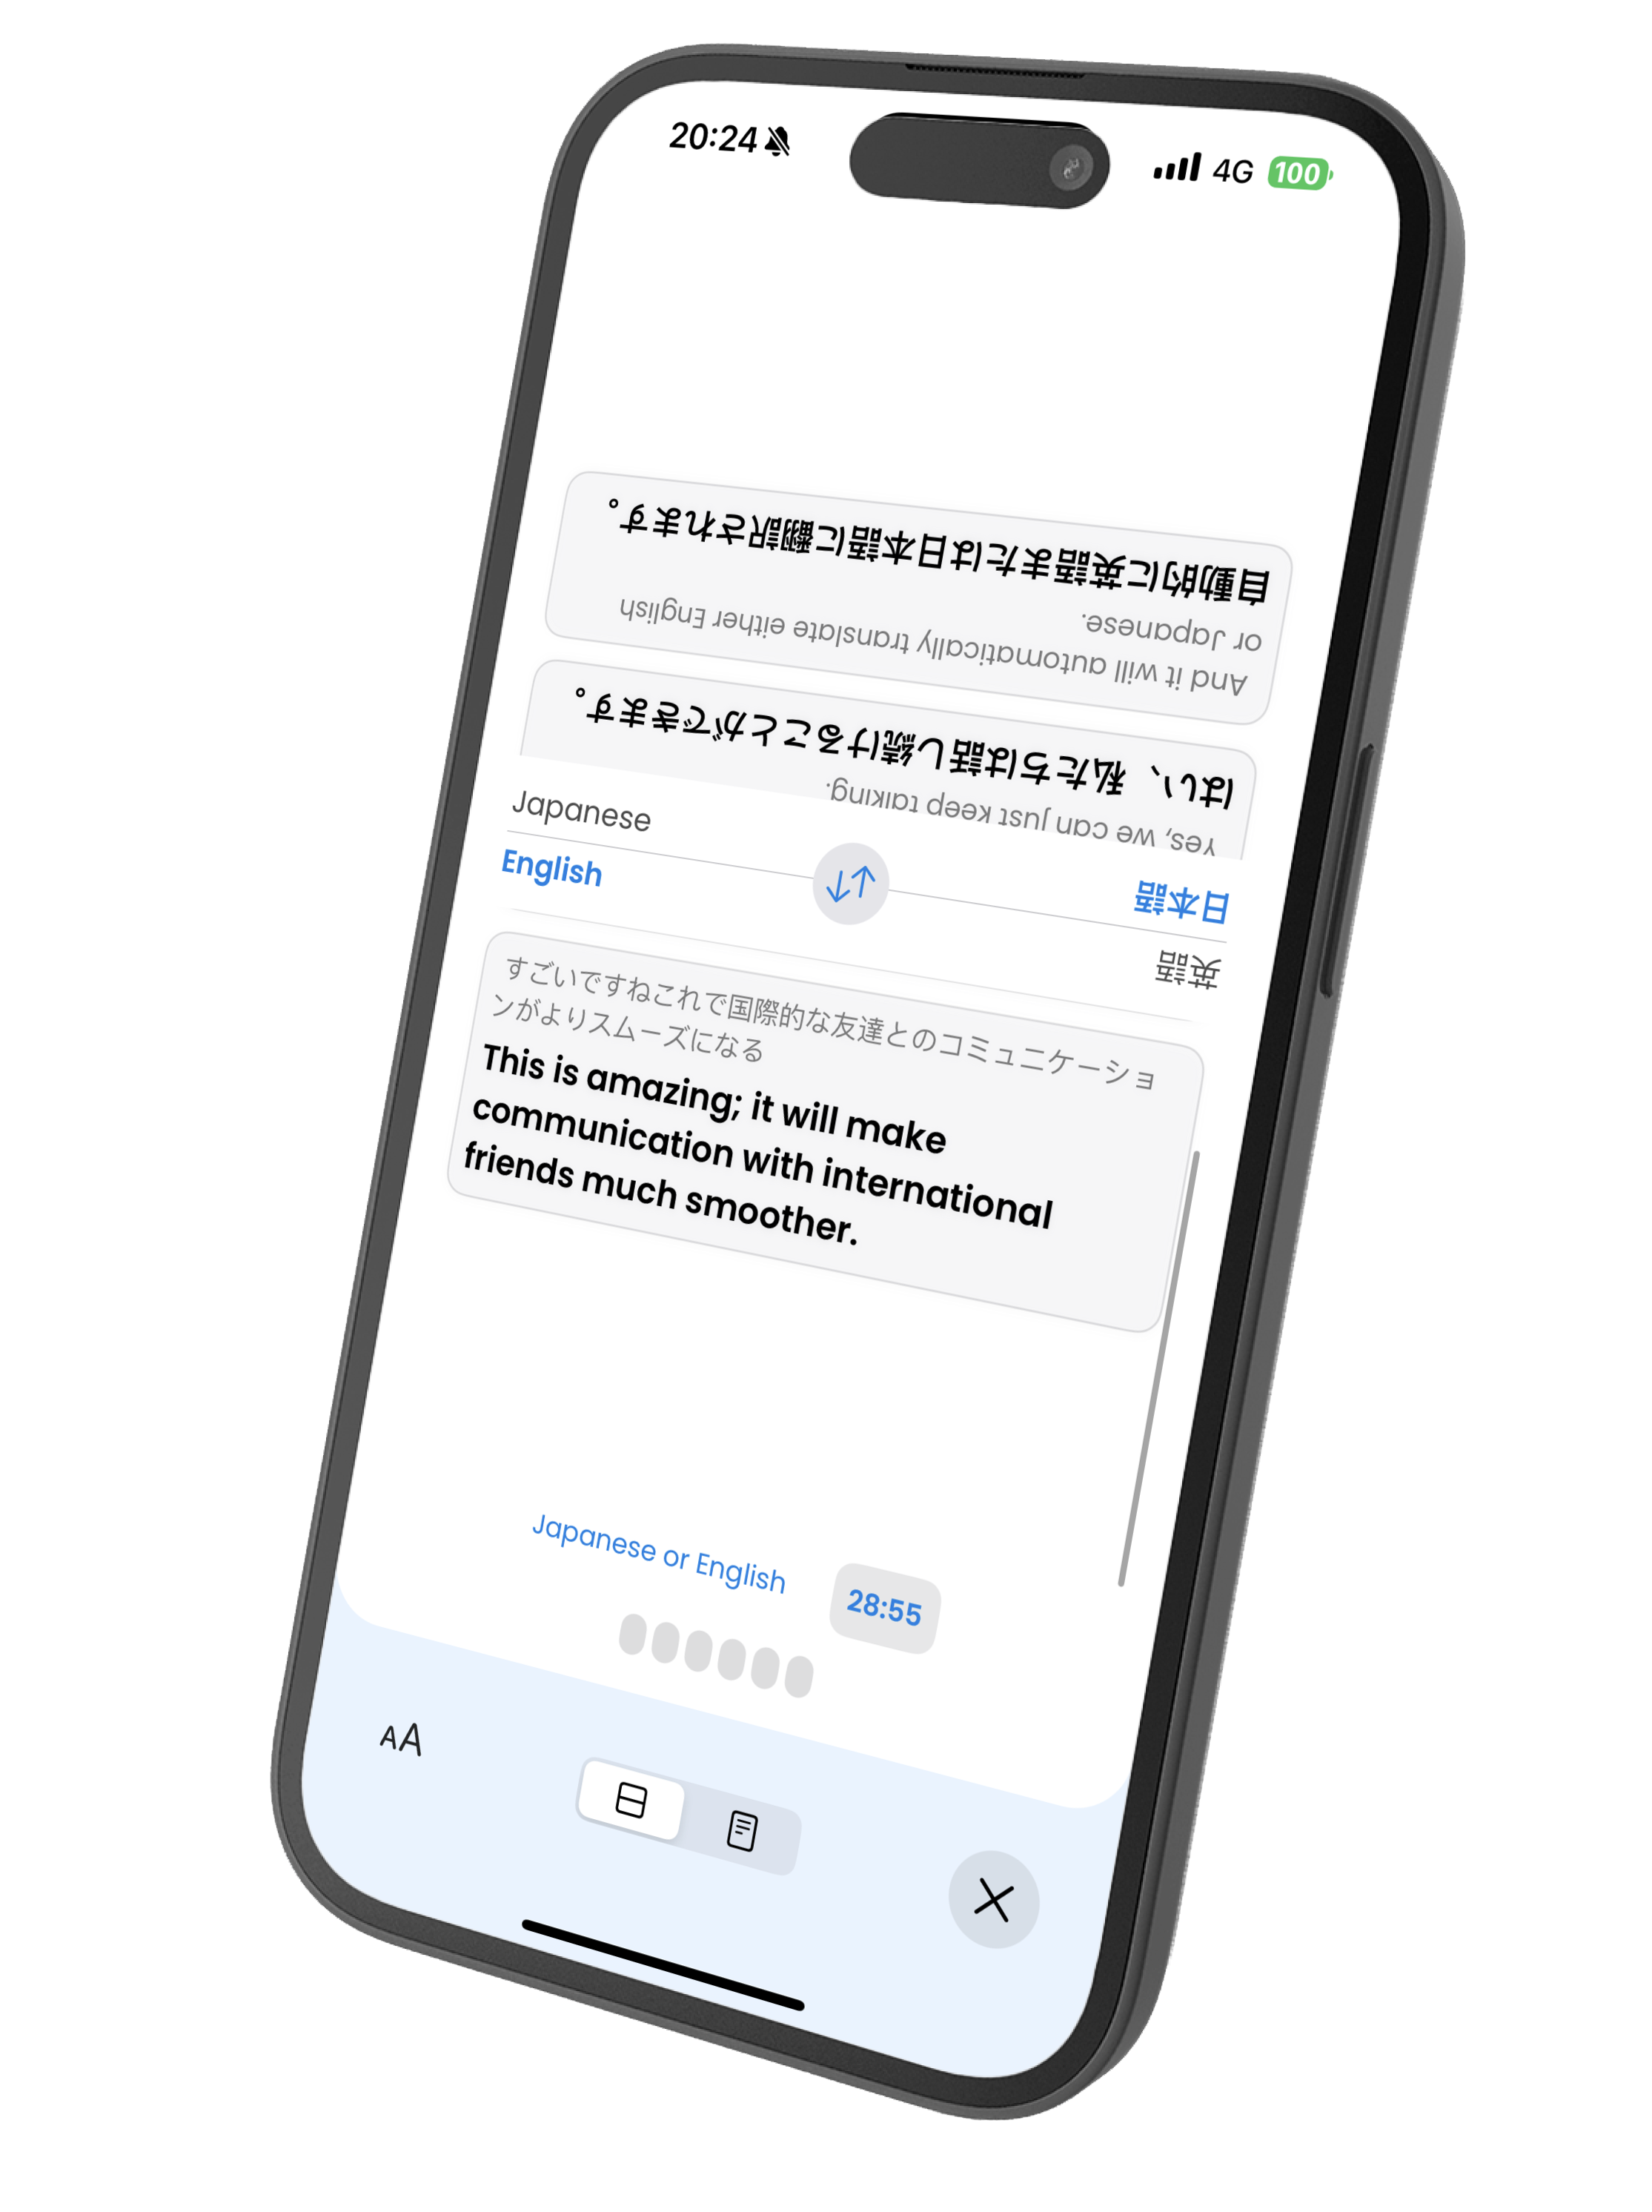 20:24
4G 100
自動的に英語または日本語に翻訳されます。
And it will automatically translate either English
or Japanese.
はい、私たちは話し続けることができます。
Yes, we can just keep talking.
Japanese
日本語
English
英語
すごいですねこれで国際的な友達とのコミュニケーショ
ンがよりスムーズになる
This is amazing; it will make
communication with international
friends much smoother.
Japanese or English
28:55
AA